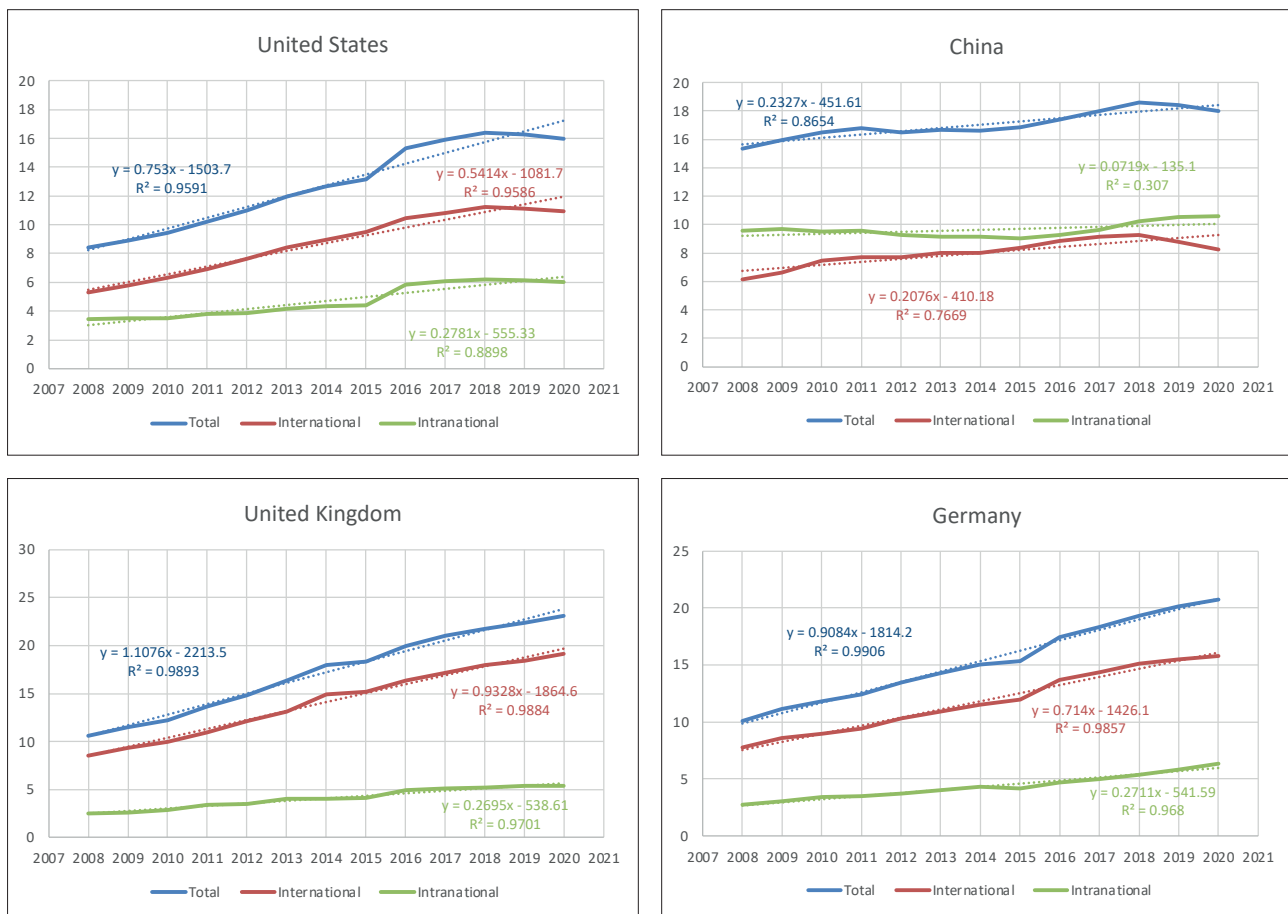 United States
20
18
16
14
12
10
8
6
4
2
0
y = 0.753x - 1503.7
R² = 0.9591
y = 0.5414x - 1081.7
R² = 0.9586
y = 0.2781x - 555.33
R² = 0.8898
2007 2008 2009 2010 2011 2012 2013 2014 2015 2016 2017 2018 2019 2020 2021
Total International Intranational
China
20
18
16
14
12
10
8
6
4
2
0
y = 0.2327x - 451.61
R² = 0.8654
y = 0.0719x - 135.1
R² = 0.307
y = 0.2076x - 410.18
R² = 0.7669
2007 2008 2009 2010 2011 2012 2013 2014 2015 2016 2017 2018 2019 2020 2021
Total International Intranational
United Kingdom
30
25
20
15
10
5
0
y = 1.1076x - 2213.5
R² = 0.9893
y = 0.9328x - 1864.6
R² = 0.9884
y = 0.2695x - 538.61
R² = 0.9701
2007 2008 2009 2010 2011 2012 2013 2014 2015 2016 2017 2018 2019 2020 2021
Total International Intranational
Germany
25
20
15
10
5
0
y = 0.9084x - 1814.2
R² = 0.9906
y = 0.714x - 1426.1
R² = 0.9857
y = 0.2711x - 541.59
R² = 0.968
2007 2008 2009 2010 2011 2012 2013 2014 2015 2016 2017 2018 2019 2020 2021
Total International Intranational